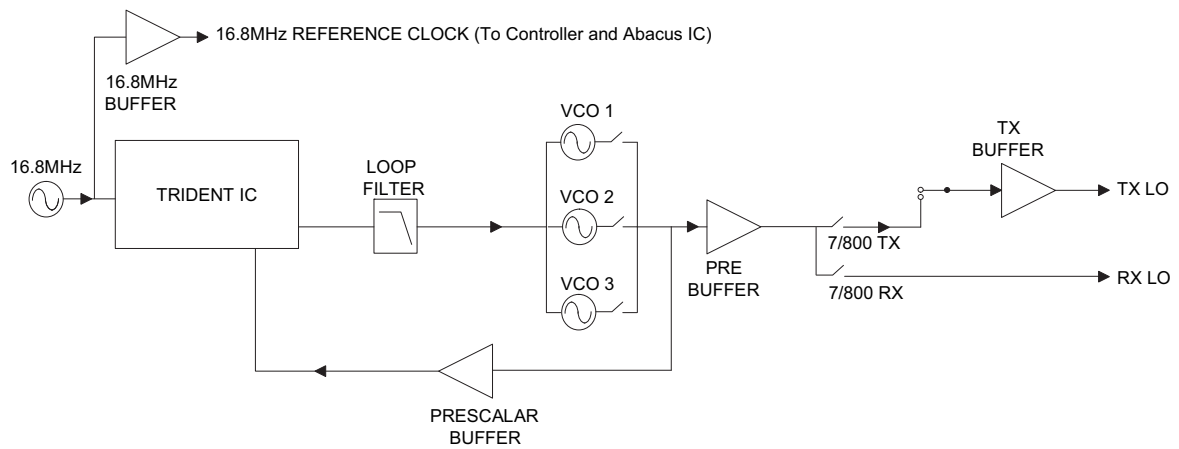 16.8MHz REFERENCE CLOCK (To Controller and Abacus IC)
16.8MHz
BUFFER
16.8MHz
TRIDENT IC
LOOP
FILTER
VCO 1
VCO 2
VCO 3
PRE
BUFFER
7/800 TX
7/800 RX
TX
BUFFER
TX LO
RX LO
PRESCALAR
BUFFER